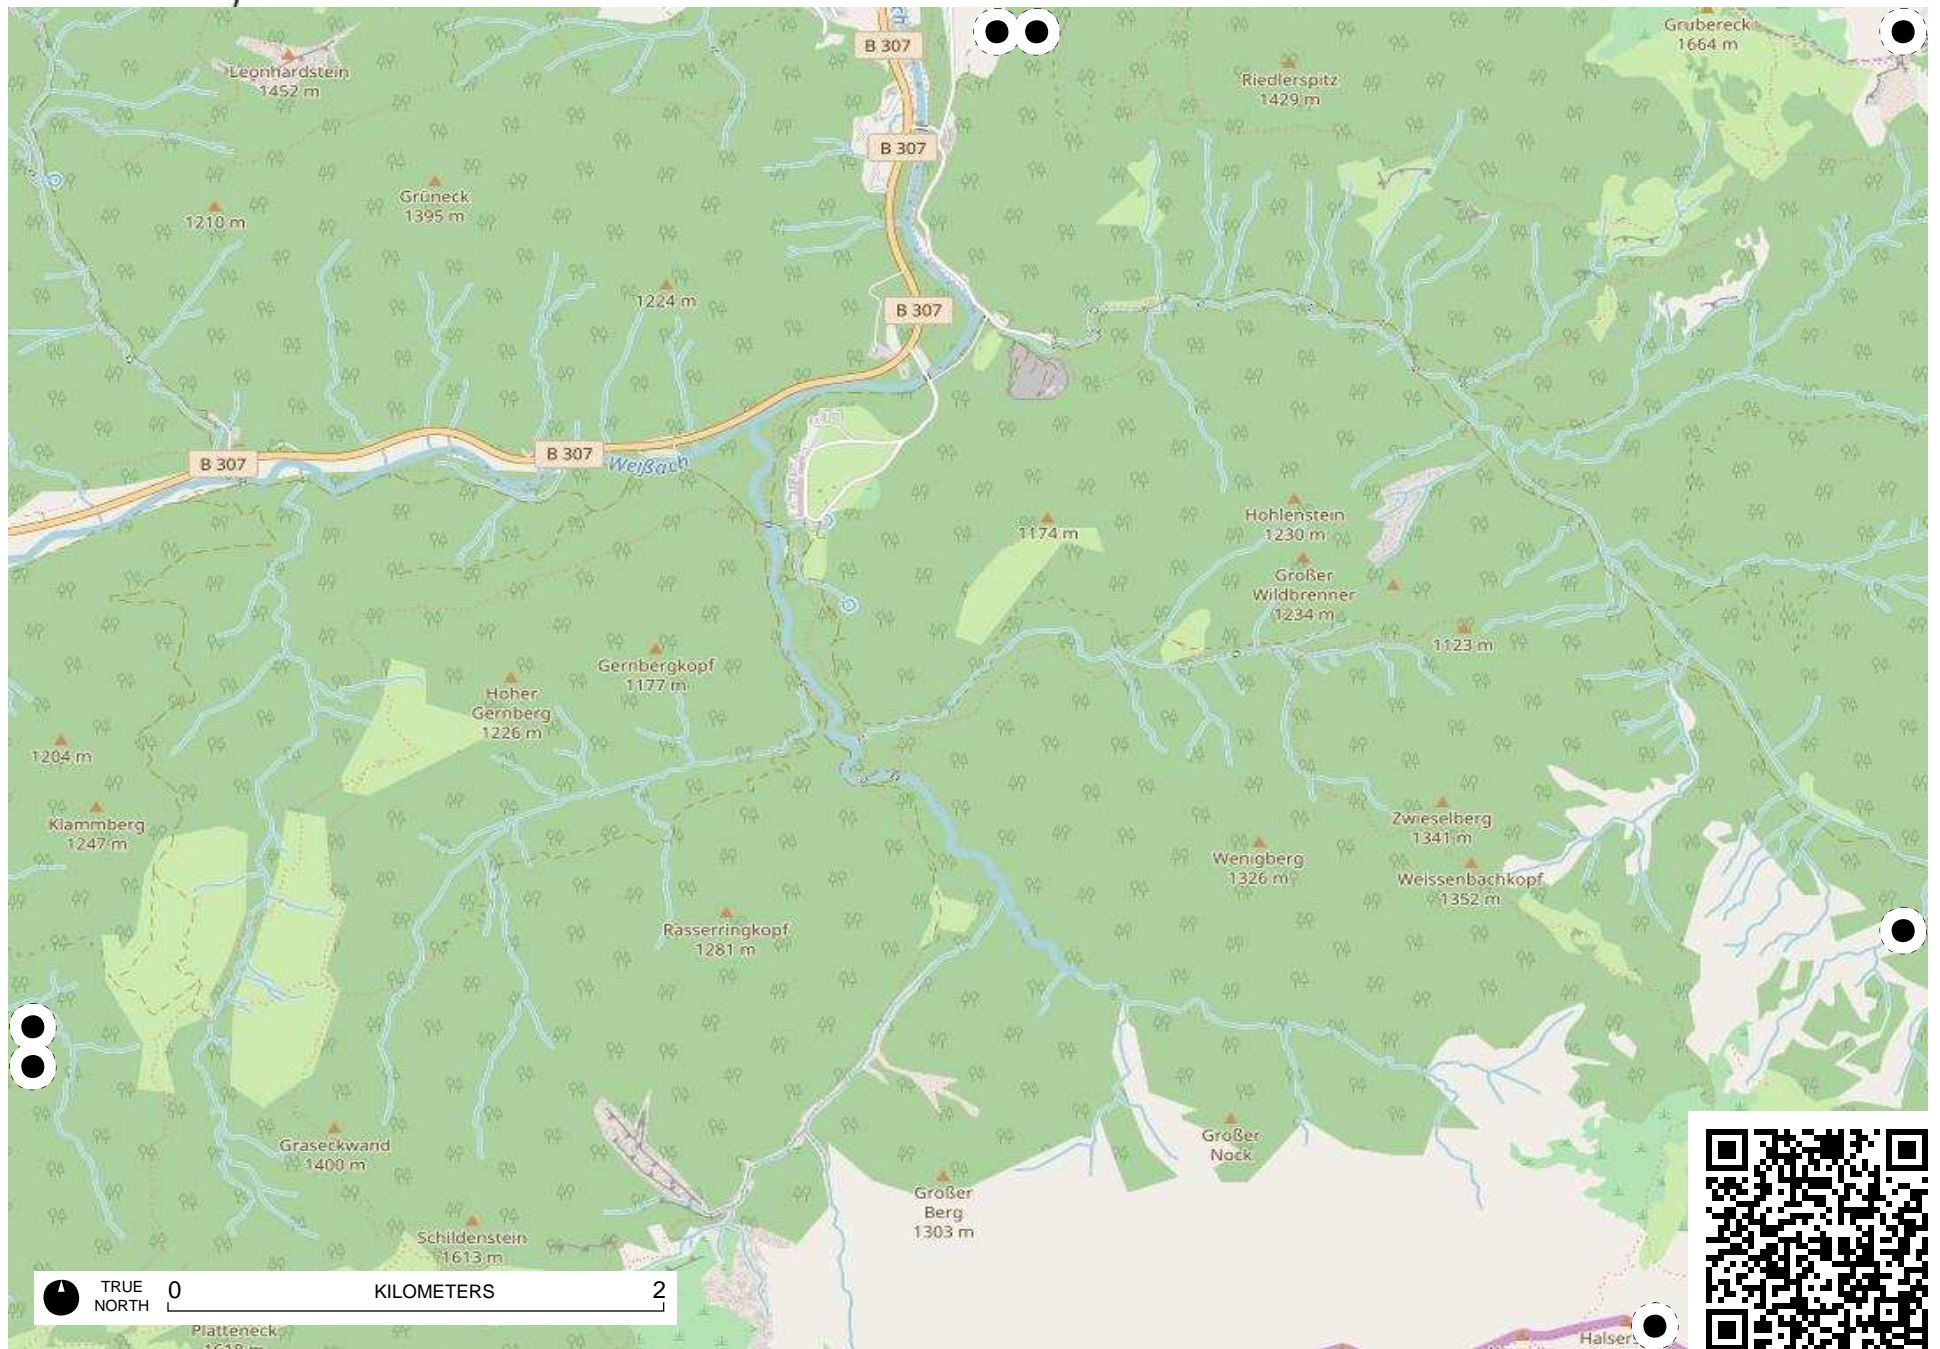 Grubereck
1664 m
B 307
Leonhardstein
1452 m
Riedlerspitz
1429 m
B 307
Grüneck
1395 m
1210 m
1224 m
B 307
B 307
B 307
Weißach
Hohlenstein
1230 m
1174 m
Großer
Wildbrenner
1234 m
1123 m
Gernbergkopf
1177 m
Hoher
Gernberg
1226 m
1204 m
Klammberg
1247 m
Zwieselberg
1341 m
Wenigberg
1326 m
Weissenbachkopf
1352 m
Rasserringkopf
1281 m
Graseckwand
1400 m
Großer
Nock
Großer
Berg
1303 m
Schildenstein
1613 m
TRUE
NORTH
0 KILOMETERS 2
Platteneck
1618 m